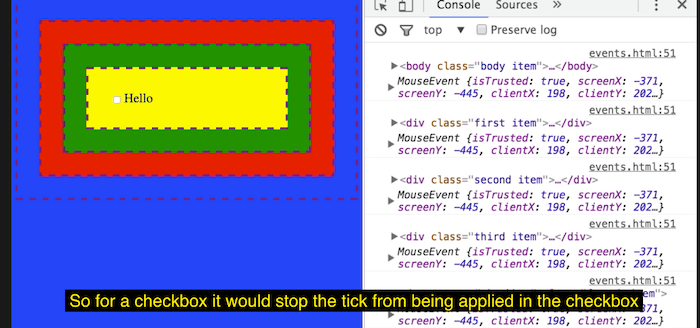 Hello
Console
Sources
top ▼
Preserve log
events.html:51
▶<body class="body item">…</body>
MouseEvent {isTrusted: true, screenX: -371,
screenY: -445, clientX: 198, clientY: 202…}
events.html:51
▶<div class="first item">…</div>
MouseEvent {isTrusted: true, screenX: -371,
screenY: -445, clientX: 198, clientY: 202…}
events.html:51
▶<div class="second item">…</div>
MouseEvent {isTrusted: true, screenX: -371,
screenY: -445, clientX: 198, clientY: 202…}
events.html:51
▶<div class="third item">…</div>
MouseEvent {isTrusted: true, screenX: -371,
screenY: -445, clientX: 198, clientY: 202…}
events.html:51
item">
So for a checkbox it would stop the tick from being applied in the checkbox
screenY: -445, clientX: 198, clientY: 202…}